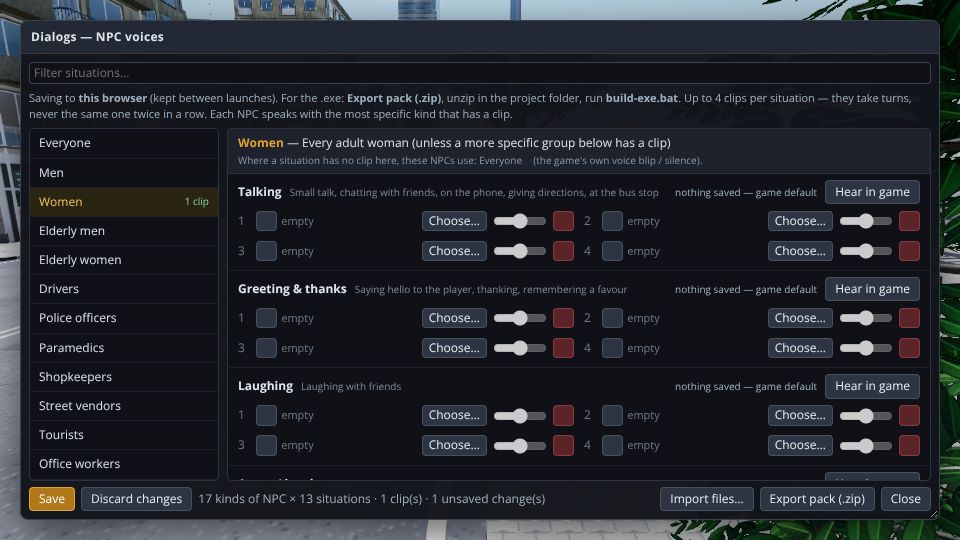 Dialogs — NPC voices
Filter situations...
Saving to this browser (kept between launches). For the .exe: Export pack (.zip), unzip in the project folder, run build-exe.bat. Up to 4 clips per situation — they take turns,
never the same one twice in a row. Each NPC speaks with the most specific kind that has a clip.
Everyone
Men
Women 1 clip
Elderly men
Elderly women
Drivers
Police officers
Paramedics
Shopkeepers
Street vendors
Tourists
Office workers
Women — Every adult woman (unless a more specific group below has a clip)
Where a situation has no clip here, these NPCs use: Everyone (the game's own voice blip / silence).
Talking Small talk, chatting with friends, on the phone, giving directions, at the bus stop nothing saved — game default Hear in game
1 empty Choose... 2 empty Choose...
3 empty Choose... 4 empty Choose...
Greeting & thanks Saying hello to the player, thanking, remembering a favour nothing saved — game default Hear in game
1 empty Choose... 2 empty Choose...
3 empty Choose... 4 empty Choose...
Laughing Laughing with friends nothing saved — game default Hear in game
1 empty Choose... 2 empty Choose...
3 empty Choose... 4 empty Choose...
Save Discard changes 17 kinds of NPC × 13 situations · 1 clip(s) · 1 unsaved change(s) Import files... Export pack (.zip) Close